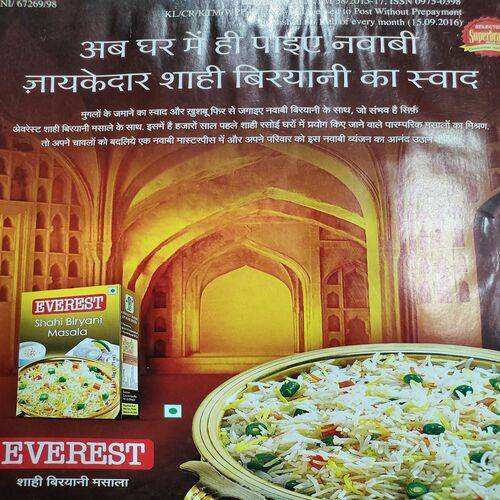 NI/ 67269/98
ISSN 0975-0398
KL/CR/KTM/W
to Post Without Prepayment
of every month (15.09.2016)
अब घर में ही पाइए नवाबी
ज़ायकेदार शाही बिरयानी का स्वाद
मुगलों के जमाने का स्वाद और ख़ुशबू फिर से जगाइए नवाबी बिरयानी के साथ, जो संभव है सिर्फ़
अेवरेस्ट शाही बिरयानी मसाले के साथ. इसमें है हजारों साल पहले शाही रसोई घरों में प्रयोग किए जाने वाले पारम्परिक मसालों का मिश्रण.
तो अपने चावलों को बदलिये एक नवाबी मास्टरपीस में और अपने परिवार को इस नवाबी व्यंजन का आनंद उठाने
EVEREST
Shahi Biryani
Masala
EVEREST
शाही बिरयानी मसाला